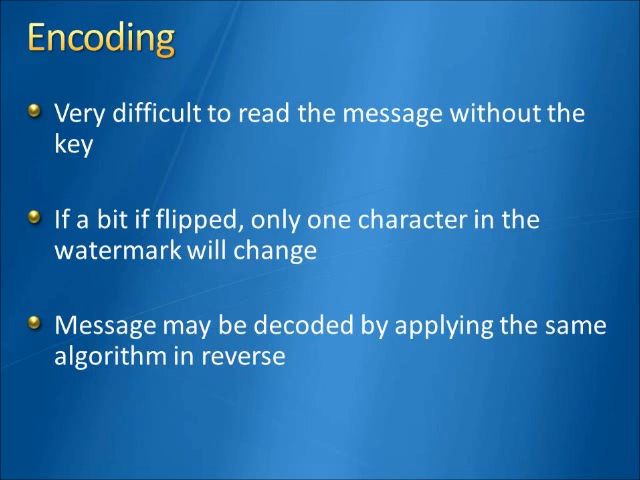 Encoding
Very difficult to read the message without the
key
If a bit if flipped, only one character in the
watermark will change
Message may be decoded by applying the same
algorithm in reverse